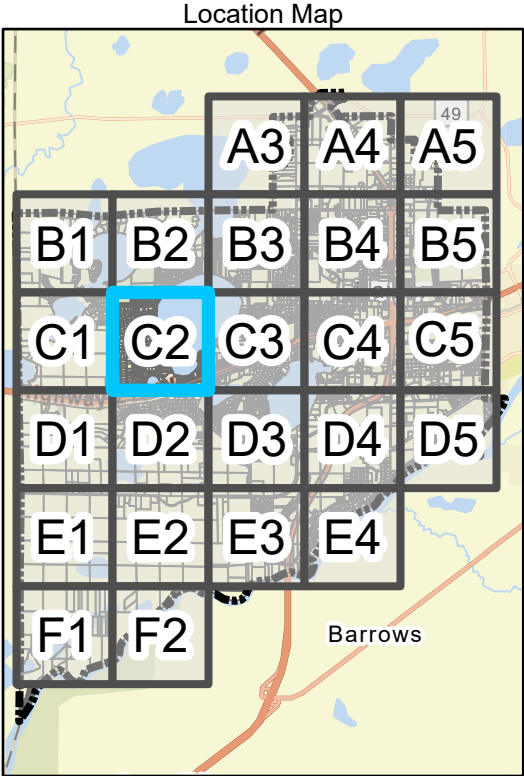 Location Map
49
A3 A4 A5
B1 B2 B3 B4 B5
C1 C2 C3 C4 C5
D1 D2 D3 D4 D5
E1 E2 E3 E4
F1 F2
Barrows